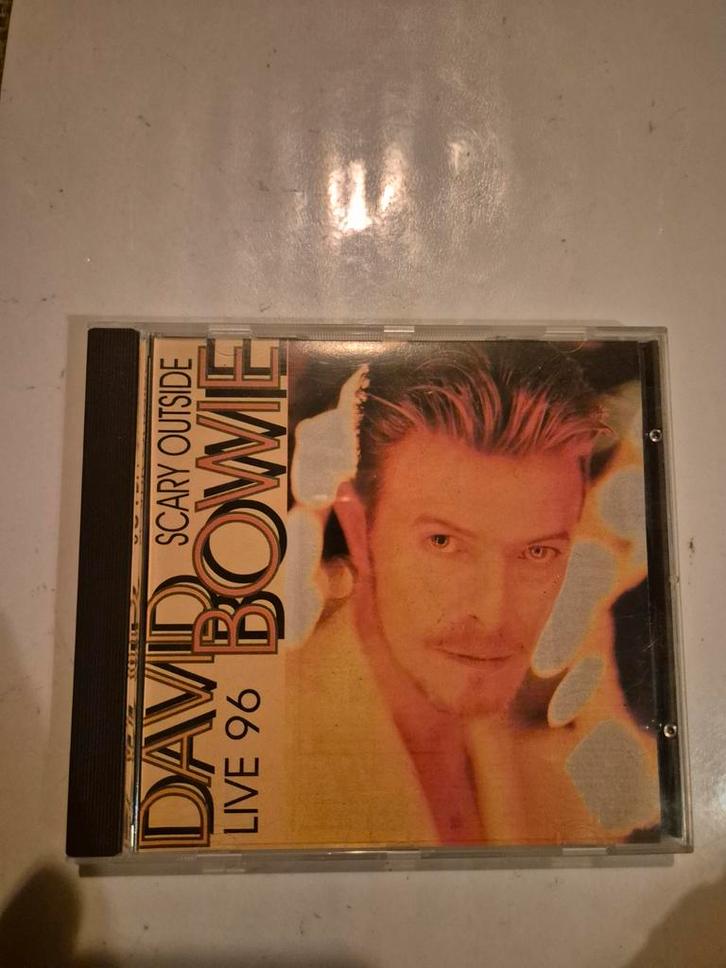 DAVID
BOWIE
SCARY OUTSIDE
LIVE 96